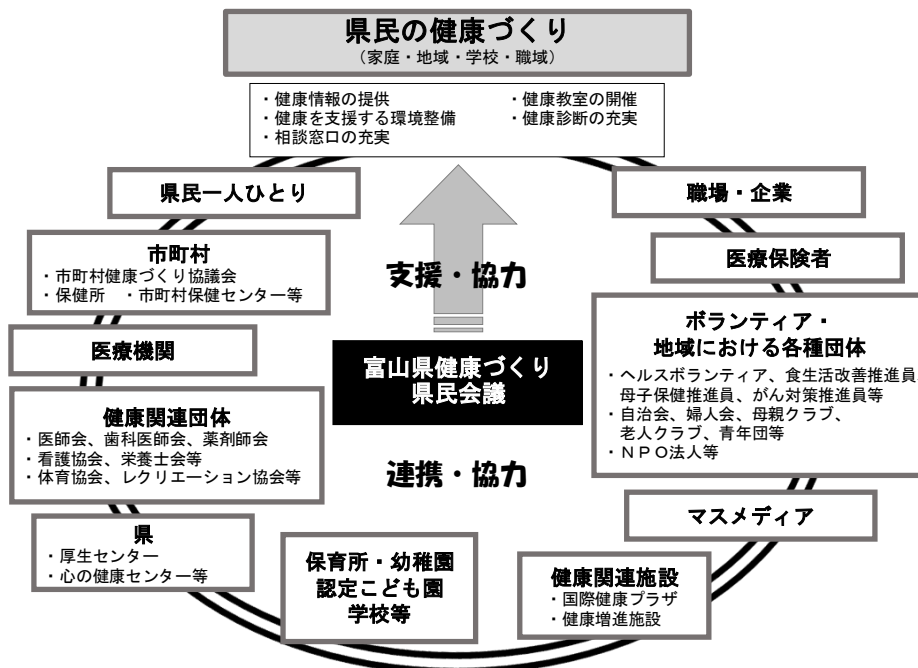 県民の健康づくり
（家庭・地域・学校・職域）
・健康情報の提供　・健康教室の開催
・健康を支援する環境整備　・健康診断の充実
・相談窓口の充実
県民一人ひとり
職場・企業
市町村
・市町村健康づくり協議会
・保健所　・市町村保健センター等
医療保険者
支援・協力
医療機関
富山県健康づくり
県民会議
ボランティア・
地域における各種団体
・ヘルスボランティア、食生活改善推進員、
母子保健推進員、がん対策推進員等
・自治会、婦人会、母親クラブ、
老人クラブ、青年団等
・ＮＰＯ法人等
健康関連団体
・医師会、歯科医師会、薬剤師会
・看護協会、栄養士会等
・体育協会、レクリエーション協会等
連携・協力
マスメディア
県
・厚生センター
・心の健康センター等
保育所・幼稚園
認定こども園
学校等
健康関連施設
・国際健康プラザ
・健康増進施設